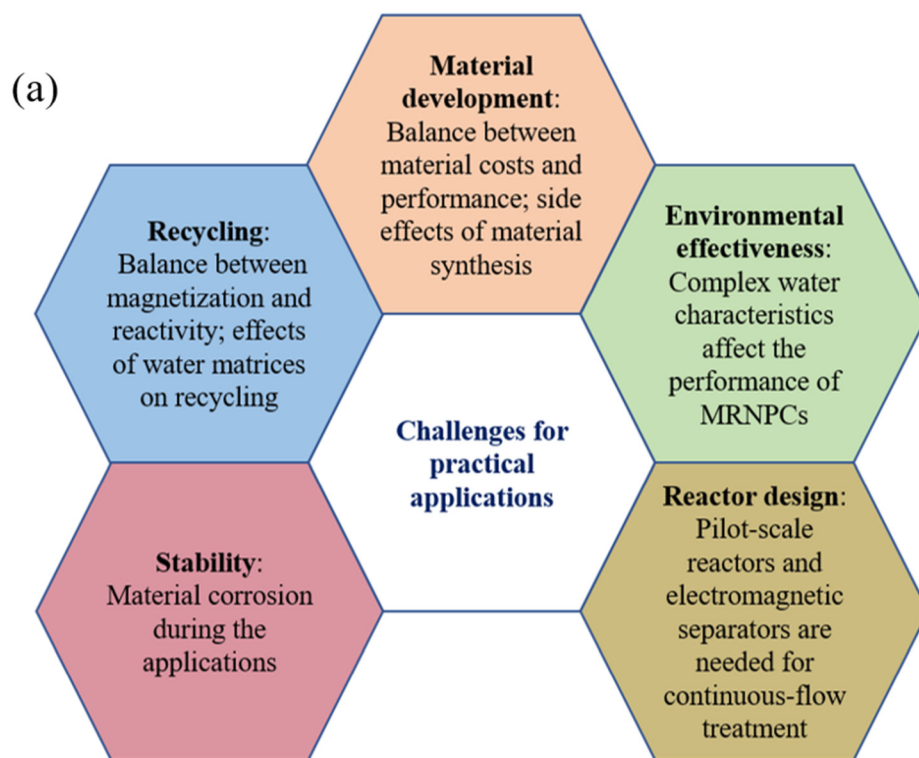 (a)
Material
development:
Balance between
material costs and
performance; side
effects of material
synthesis
Recycling:
Balance between
magnetization and
reactivity; effects
of water matrices
on recycling
Environmental
effectiveness:
Complex water
characteristics
affect the
performance of
MRNPCs
Challenges for
practical
applications
Stability:
Material corrosion
during the
applications
Reactor design:
Pilot-scale
reactors and
electromagnetic
separators are
needed for
continuous-flow
treatment